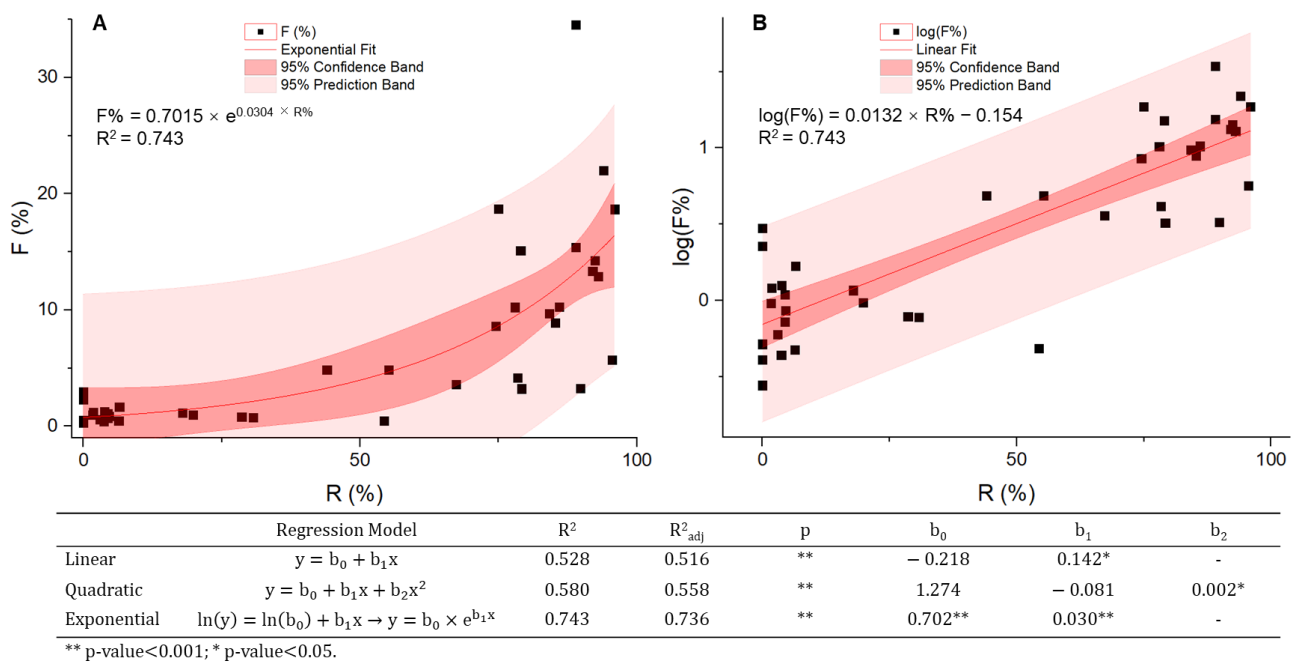 A
F (%)
Exponential Fit
95% Confidence Band
95% Prediction Band
F% = 0.7015 × e^0.0304 × R%
R² = 0.743
30
20
10
0
F (%)
0
50
100
R (%)
B
log(F%)
Linear Fit
95% Confidence Band
95% Prediction Band
log(F%) = 0.0132 × R% − 0.154
R² = 0.743
1
0
log(F%)
0
50
100
R (%)
Regression Model R² R²adj p b₀ b₁ b₂
Linear y = b₀ + b₁x 0.528 0.516 ** − 0.218 0.142* -
Quadratic y = b₀ + b₁x + b₂x² 0.580 0.558 ** 1.274 − 0.081 0.002*
Exponential ln(y) = ln(b₀) + b₁x → y = b₀ × e^b₁x 0.743 0.736 ** 0.702** 0.030** -
** p-value<0.001; * p-value<0.05.